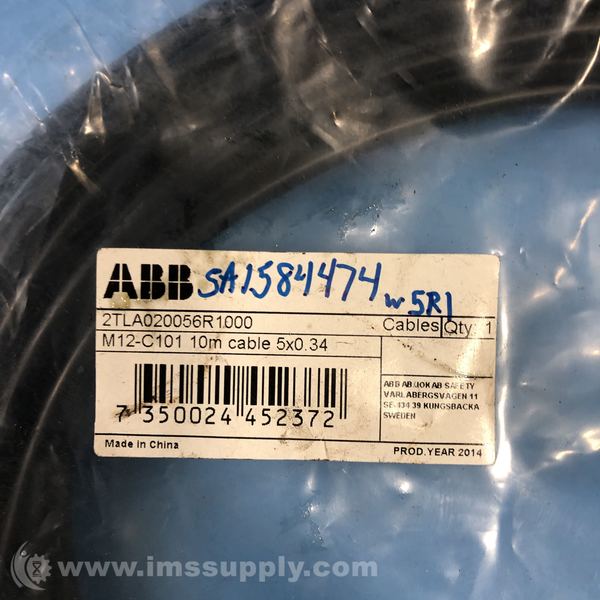 ABB SA1584474 w5R1
2TLA020056R1000 Cables Qty: 1
M12-C101 10m cable 5x0.34
ABB AB/JOKAB SAFETY
VARLABERGSVAGEN 11
SE-434 39 KUNGSBACKA
SWEDEN
7 350024 452372
Made in China PROD.YEAR 2014
www.imssupply.com
IMS